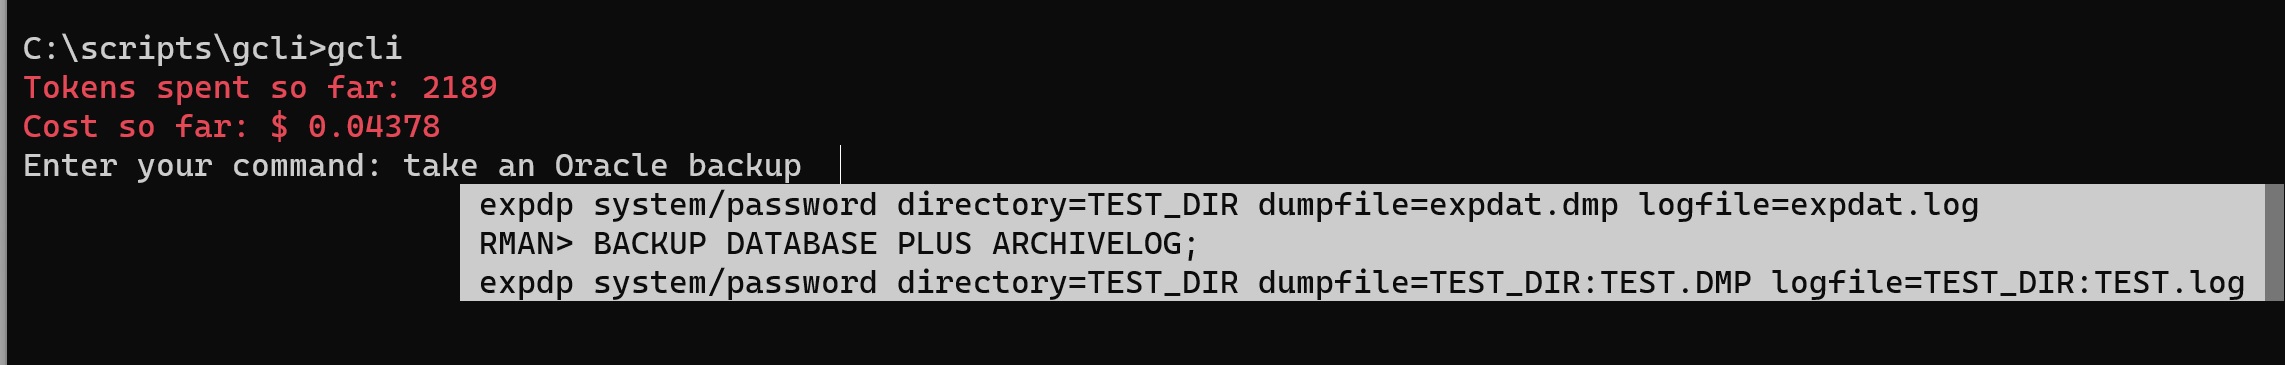 C:\scripts\gcli>gcli
Tokens spent so far: 2189
Cost so far: $ 0.04378
Enter your command: take an Oracle backup
expdp system/password directory=TEST_DIR dumpfile=expdat.dmp logfile=expdat.log
RMAN> BACKUP DATABASE PLUS ARCHIVELOG;
expdp system/password directory=TEST_DIR dumpfile=TEST_DIR:TEST.DMP logfile=TEST_DIR:TEST.log